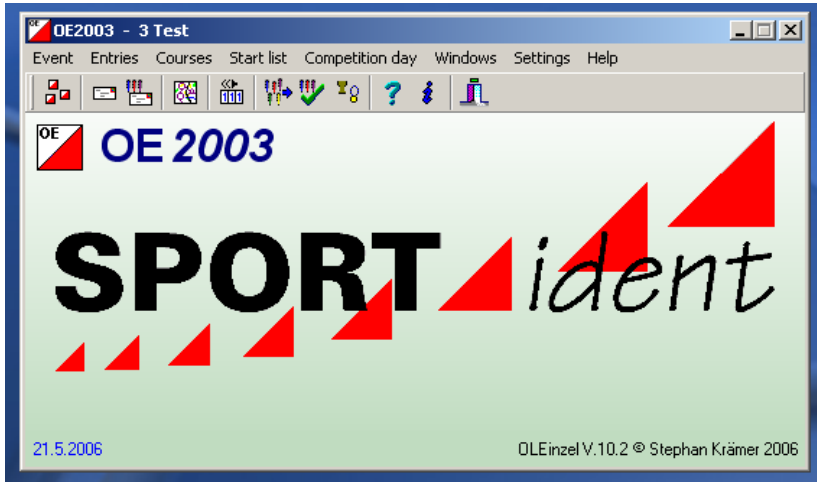 OE2003 - 3 Test
Event Entries Courses Start list Competition day Windows Settings Help
OE
OE 2003
SPORT ident
21.5.2006
OLEinzel V.10.2 © Stephan Krämer 2006